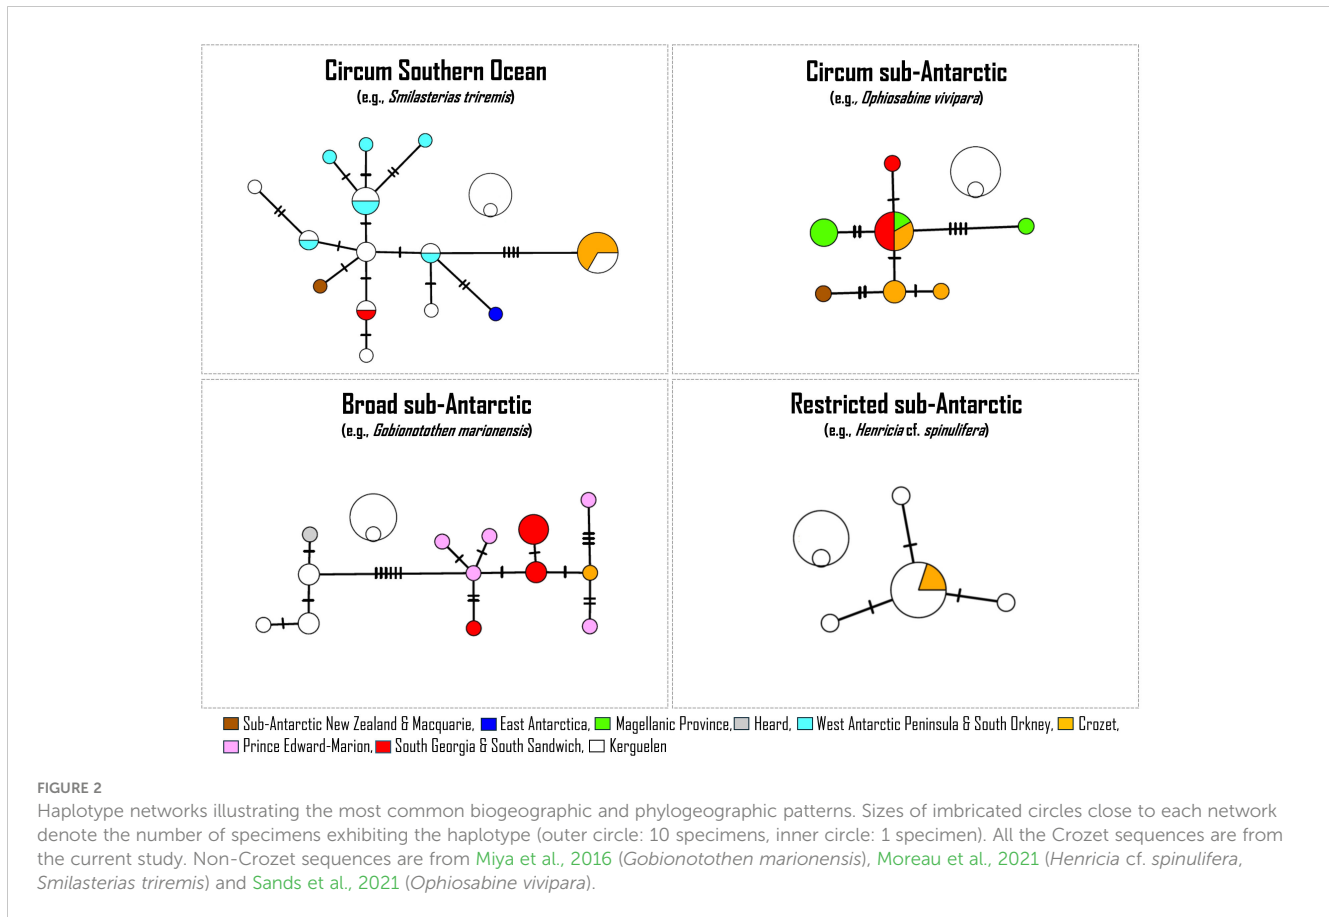 Circum Southern Ocean
(e.g., Smilasterias triremis)
Circum sub-Antarctic
(e.g., Ophiosabine vivipara)
Broad sub-Antarctic
(e.g., Gobionotothen marionensis)
Restricted sub-Antarctic
(e.g., Henricia cf. spinulifera)
Sub-Antarctic New Zealand & Macquarie, East Antarctica, Magellanic Province, Heard, West Antarctic Peninsula & South Orkney, Crozet,
Prince Edward-Marion, South Georgia & South Sandwich, Kerguelen
FIGURE 2
Haplotype networks illustrating the most common biogeographic and phylogeographic patterns. Sizes of imbricated circles close to each network
denote the number of specimens exhibiting the haplotype (outer circle: 10 specimens, inner circle: 1 specimen). All the Crozet sequences are from
the current study. Non-Crozet sequences are from Miya et al., 2016 (Gobionotothen marionensis), Moreau et al., 2021 (Henricia cf. spinulifera,
Smilasterias triremis) and Sands et al., 2021 (Ophiosabine vivipara).